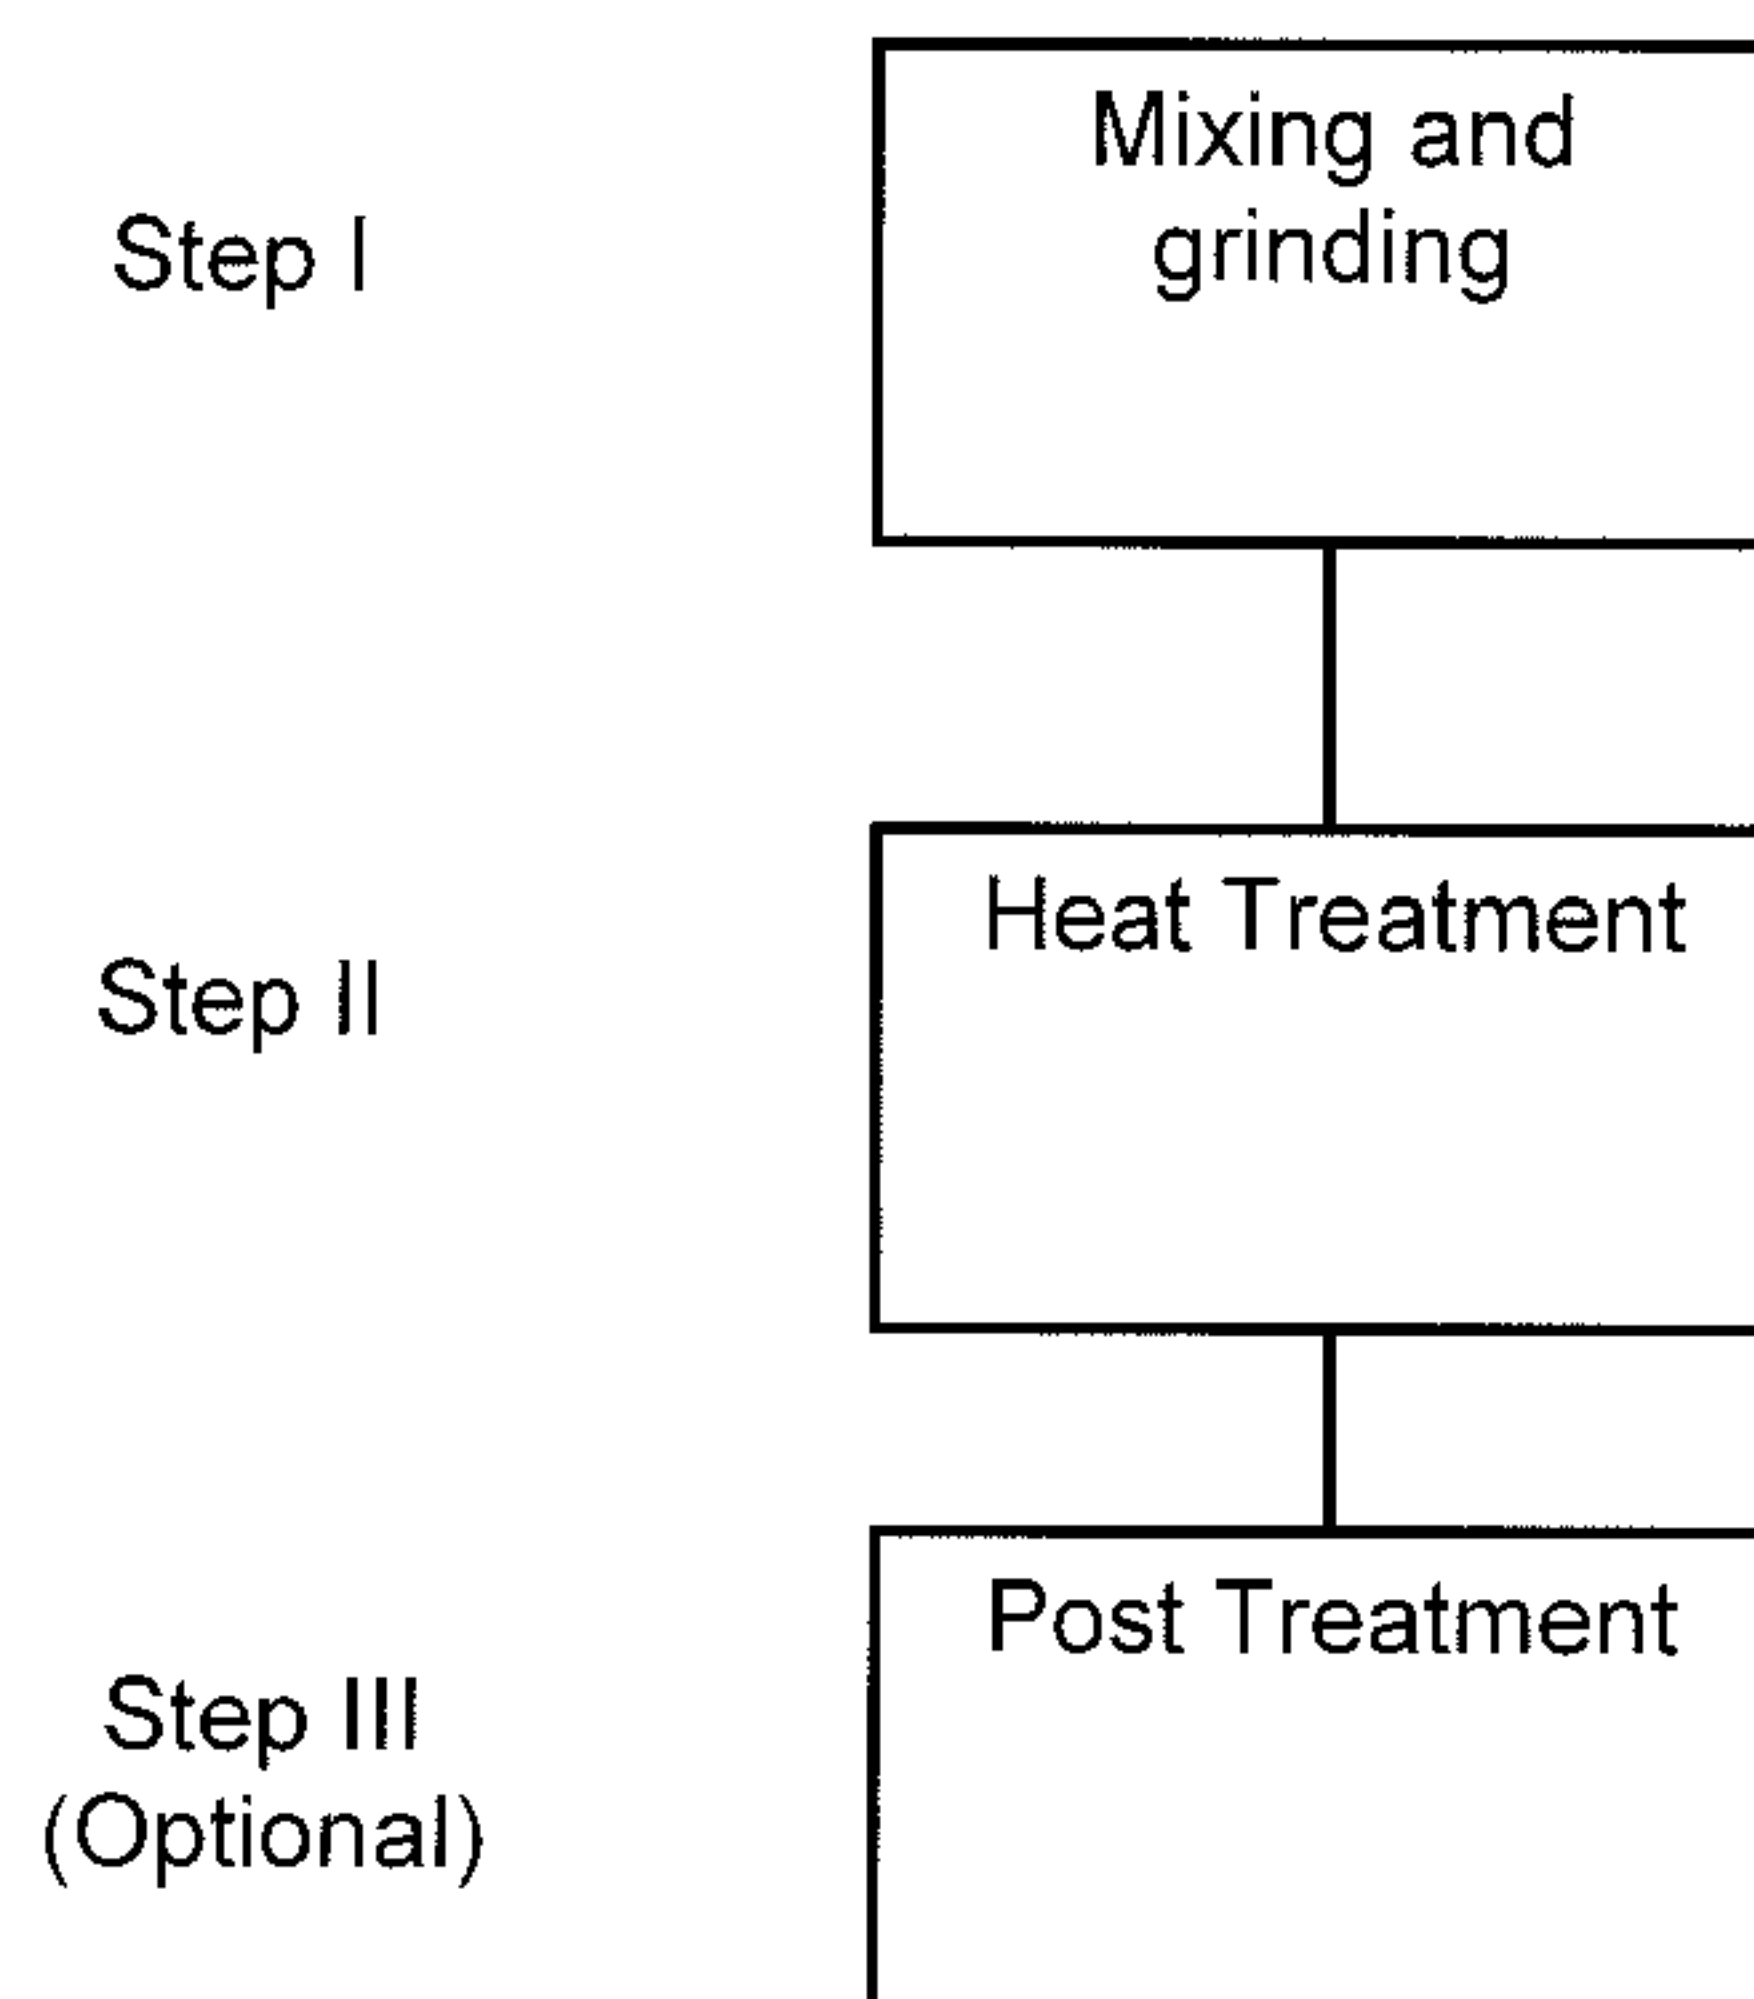 Mixing and
grinding
Step I
Heat Treatment
Step II
Post Treatment
Step III
(Optional)